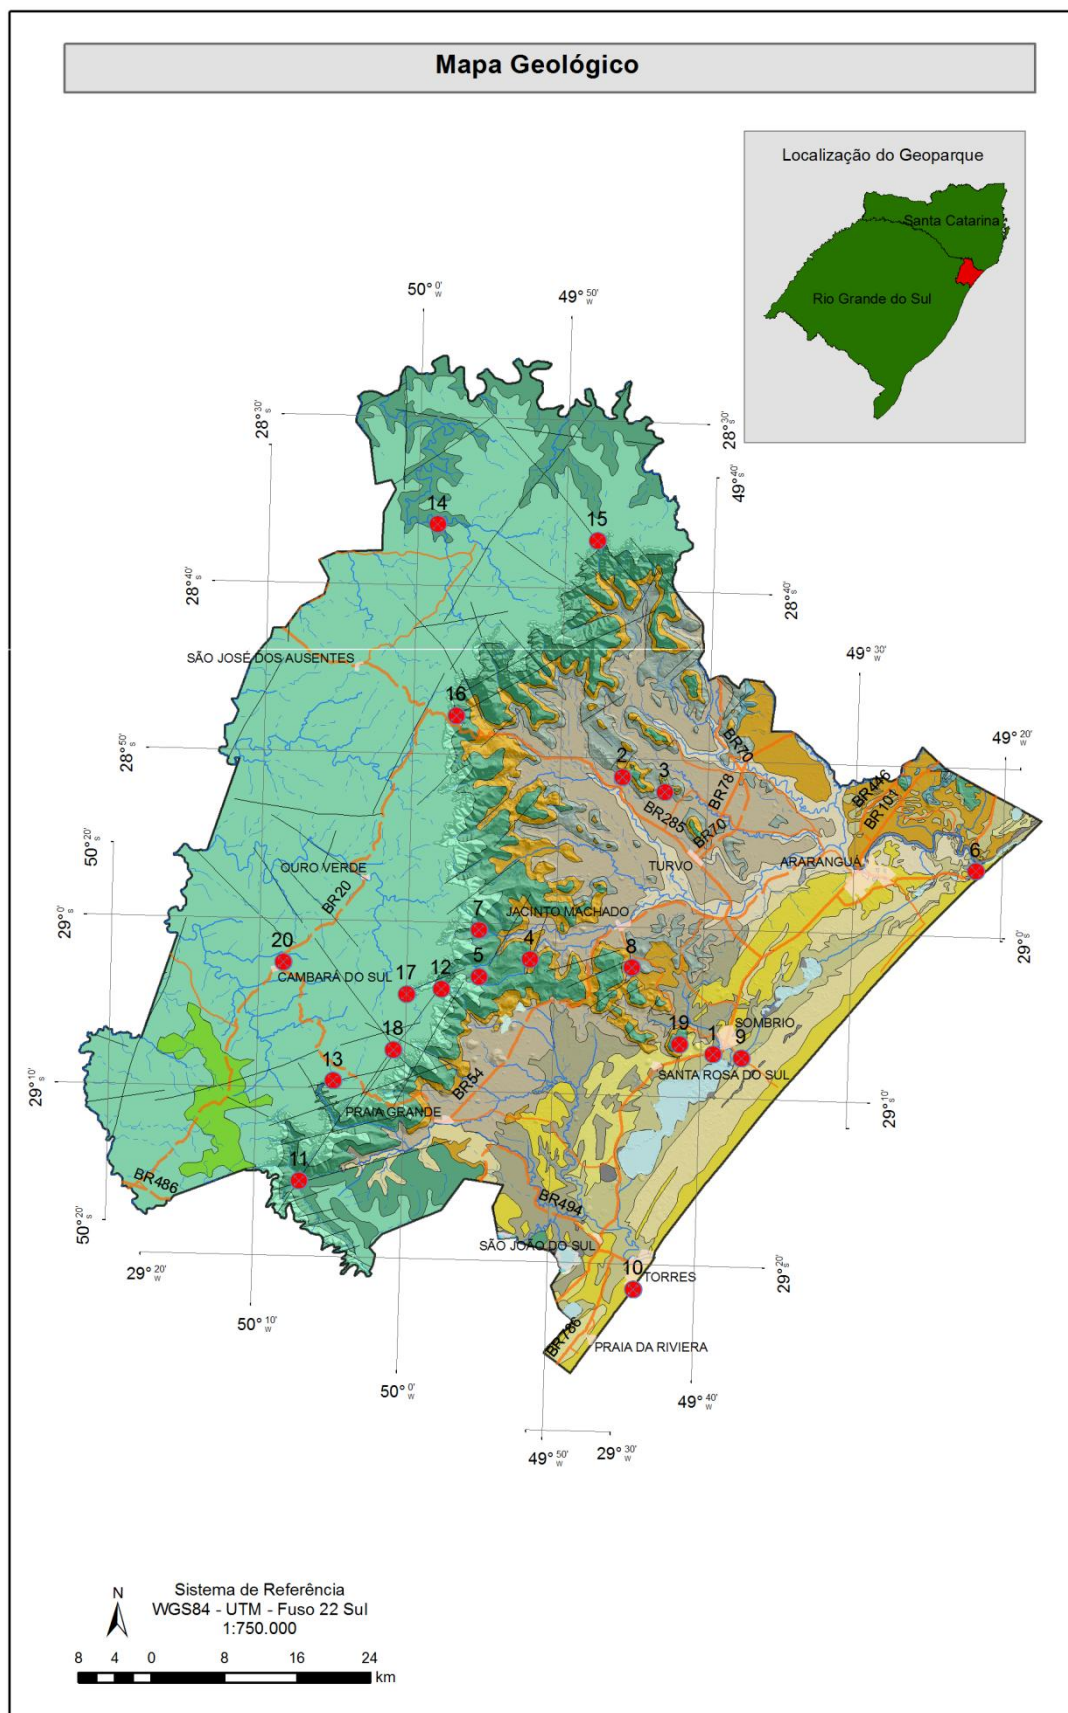 Mapa Geológico
Localização do Geoparque
Santa Catarina
Rio Grande do Sul
50° 0' W
49° 50' W
28° 30' S
28° 30' S
49° 40' W
14
15
28° 40' S
28° 40' S
49° 30' W
SÃO JOSÉ DOS AUSENTES
16
49° 20' W
28° 50' S
BR70
2
3
BR78
BR446
BR101
BR285
BR70
50° 20' W
OURO VERDE
TURVO
ARARANGUÁ
6
BR20
29° 0' S
7
JACINTO MACHADO
29° 0' S
20
5
4
8
CAMBARÁ DO SUL
17
12
18
19
1
9
SOMBRIO
SANTA ROSA DO SUL
29° 10' S
13
BR54
29° 10' S
PRAIA GRANDE
11
BR486
BR494
50° 20' S
SÃO JOÃO DO SUL
29° 20' W
10
TORRES
29° 20' S
50° 10' W
BR786
PRAIA DA RIVIERA
50° 0' W
49° 40' W
49° 50' W
29° 30' S
N
Sistema de Referência
WGS84 - UTM - Fuso 22 Sul
1:750.000
8 4 0 8 16 24
km